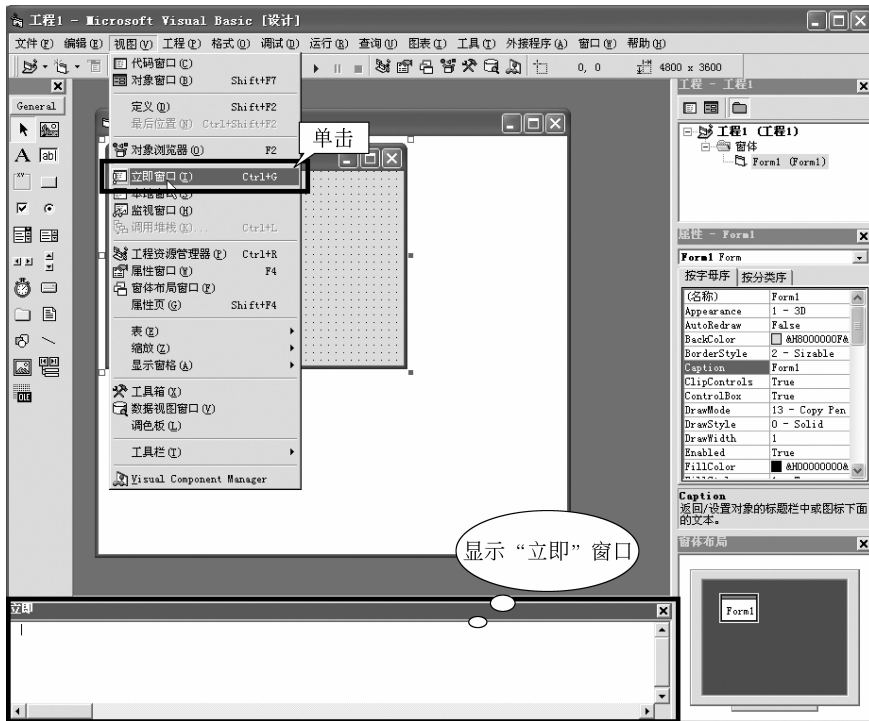 工程1 - Microsoft Visual Basic [设计]
文件(F) 编辑(E) 视图(V) 工程(P) 格式(O) 调试(D) 运行(R) 查询(U) 图表(I) 工具(T) 外接程序(A) 窗口(W) 帮助(H)
0, 0
4800 x 3600
General
代码窗口(C)
对象窗口(B) Shift+F7
定义(D) Shift+F2
最后位置(N) Ctrl+Shift+F2
对象浏览器(O) F2
立即窗口(I) Ctrl+G
本地窗口(S)
监视窗口(H)
调用堆栈(K)... Ctrl+L
工程资源管理器(P) Ctrl+R
属性窗口(W) F4
窗体布局窗口(F)
属性页(G) Shift+F4
表(E)
缩放(Z)
显示窗格(A)
工具箱(X)
数据视图窗口(V)
调色板(L)
工具栏(T)
Visual Component Manager
单击
显示“立即”窗口
立即
工程 - 工程1
工程1 (工程1)
窗体
Form1 (Form1)
属性 - Form1
Form1 Form
按字母序 按分类序
(名称) Form1
Appearance 1 - 3D
AutoRedraw False
BackColor &H8000000F&
BorderStyle 2 - Sizable
Caption Form1
ClipControls True
ControlBox True
DrawMode 13 - Copy Pen
DrawStyle 0 - Solid
DrawWidth 1
Enabled True
FillColor &H00000000&
Caption
返回/设置对象的标题栏中或图标下面
的文本。
窗体布局
Form1
OLE